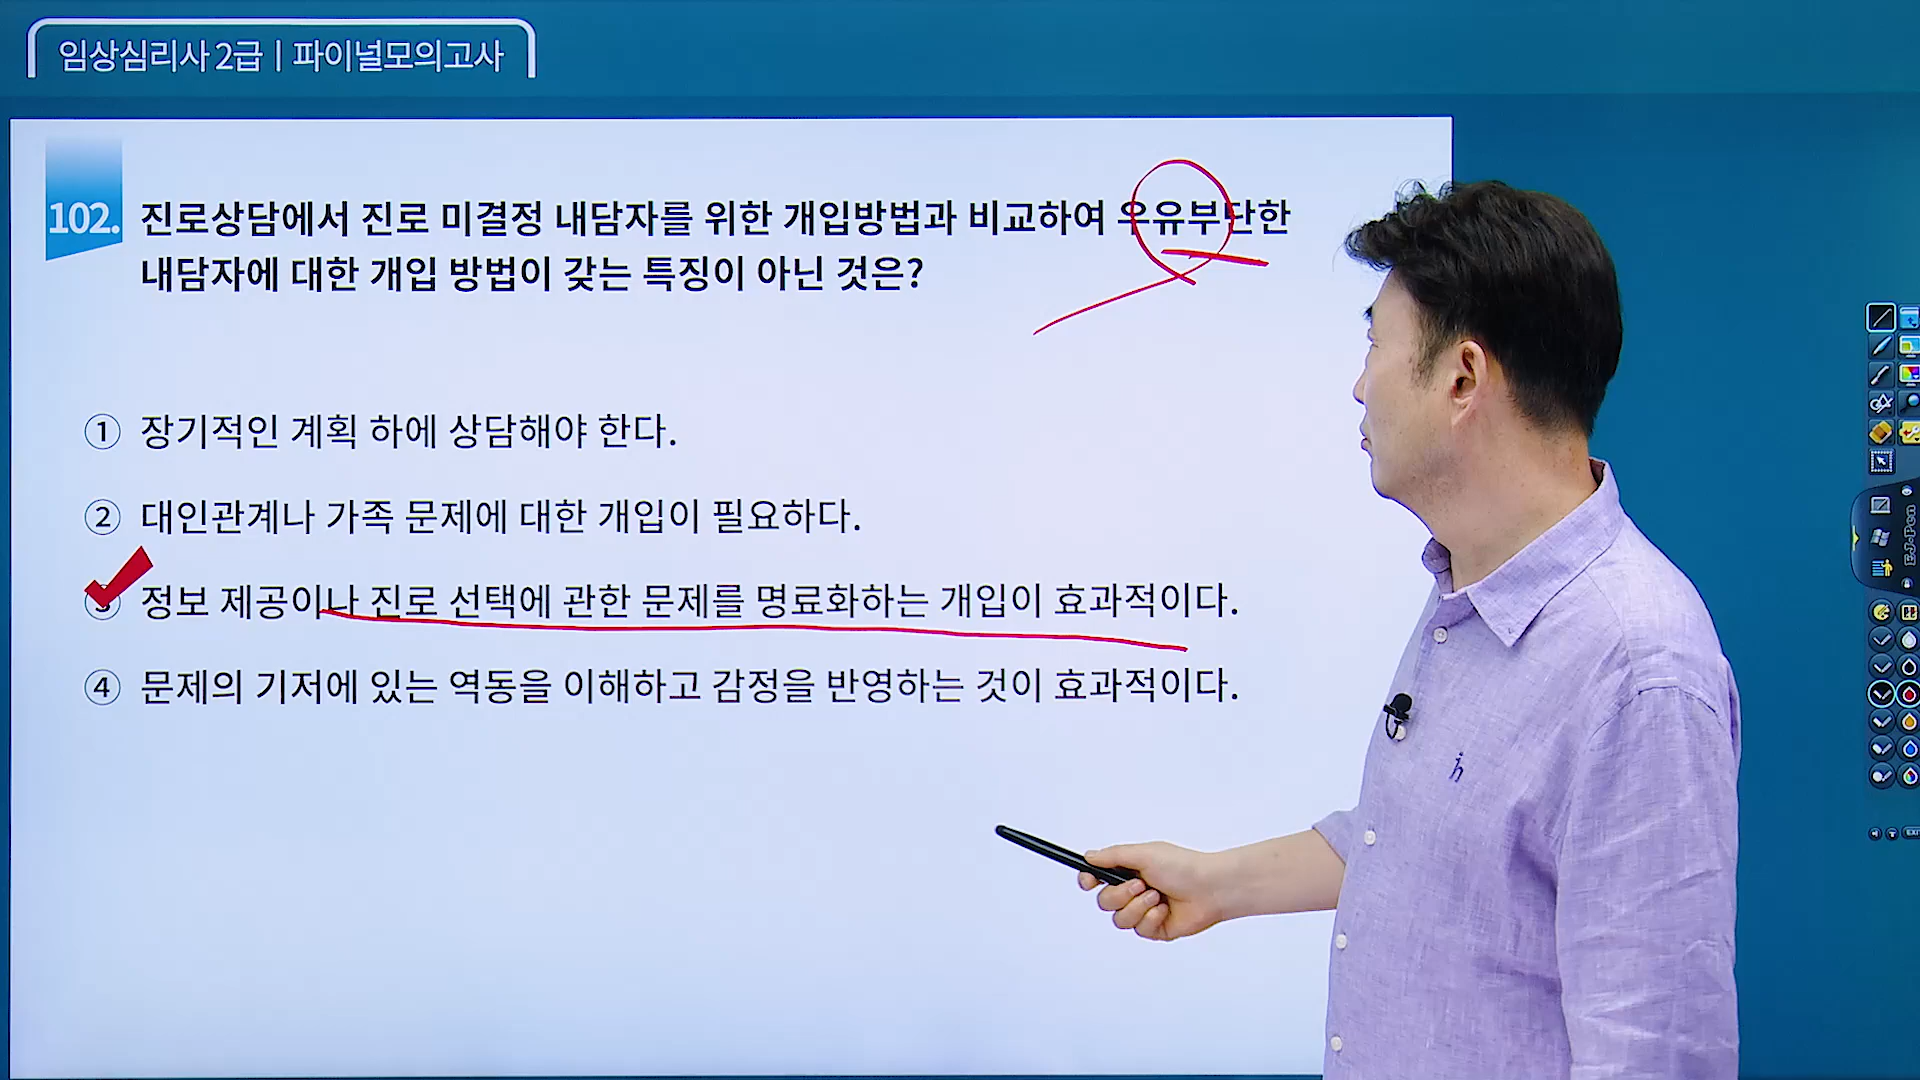 임상심리사 2급 | 파이널모의고사
102. 진로상담에서 진로 미결정 내담자를 위한 개입방법과 비교하여 우유부단한
내담자에 대한 개입 방법이 갖는 특징이 아닌 것은?
① 장기적인 계획 하에 상담해야 한다.
② 대인관계나 가족 문제에 대한 개입이 필요하다.
③ 정보 제공이나 진로 선택에 관한 문제를 명료화하는 개입이 효과적이다.
④ 문제의 기저에 있는 역동을 이해하고 감정을 반영하는 것이 효과적이다.
h
EJ-Pen
EXIT